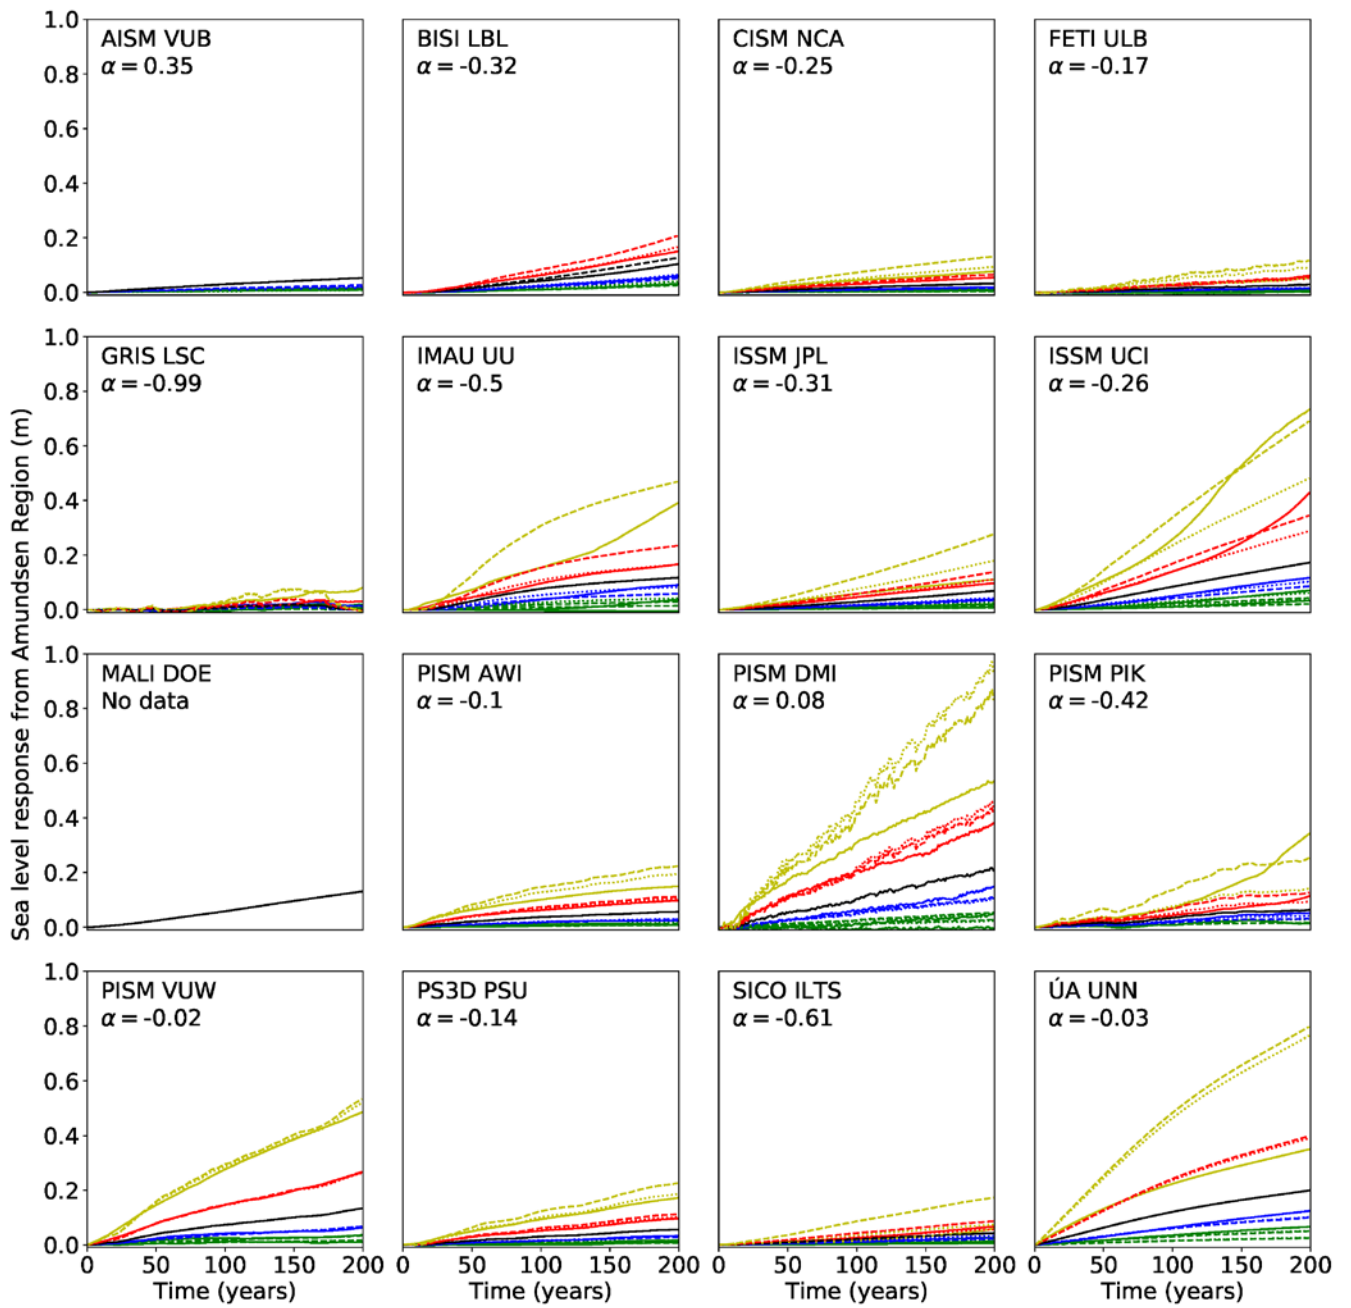 1.0
0.8
0.6
0.4
0.2
0.0
AISM VUB
α = 0.35
BISI LBL
α = -0.32
CISM NCA
α = -0.25
FETI ULB
α = -0.17
1.0
0.8
0.6
0.4
0.2
0.0
GRIS LSC
α = -0.99
IMAU UU
α = -0.5
ISSM JPL
α = -0.31
ISSM UCI
α = -0.26
Sea level response from Amundsen Region (m)
1.0
0.8
0.6
0.4
0.2
0.0
MALI DOE
No data
PISM AWI
α = -0.1
PISM DMI
α = 0.08
PISM PIK
α = -0.42
1.0
0.8
0.6
0.4
0.2
0.0
PISM VUW
α = -0.02
PS3D PSU
α = -0.14
SICO ILTS
α = -0.61
ÚA UNN
α = -0.03
0 50 100 150 200
Time (years)
0 50 100 150 200
Time (years)
0 50 100 150 200
Time (years)
0 50 100 150 200
Time (years)